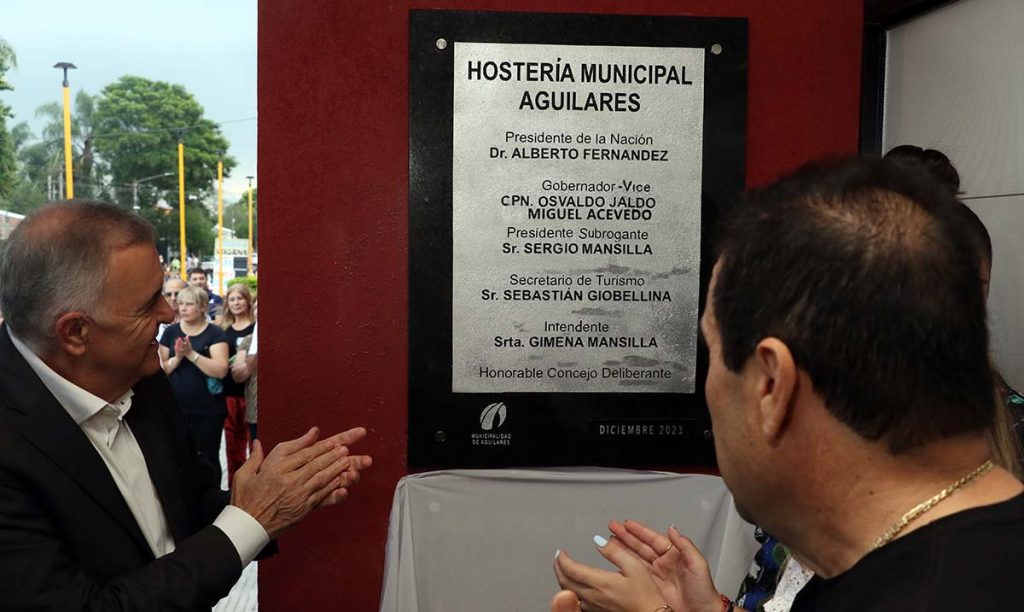 HOSTERÍA MUNICIPAL
AGUILARES
Presidente de la Nación
Dr. ALBERTO FERNANDEZ
Gobernador -Vice
CPN. OSVALDO JALDO
MIGUEL ACEVEDO
Presidente Subrogante
Sr. SERGIO MANSILLA
Secretario de Turismo
Sr. SEBASTIÁN GIOBELLINA
Intendente
Srta. GIMENA MANSILLA
Honorable Concejo Deliberante
MUNICIPALIDAD
DE AGUILARES
DICIEMBRE 2023